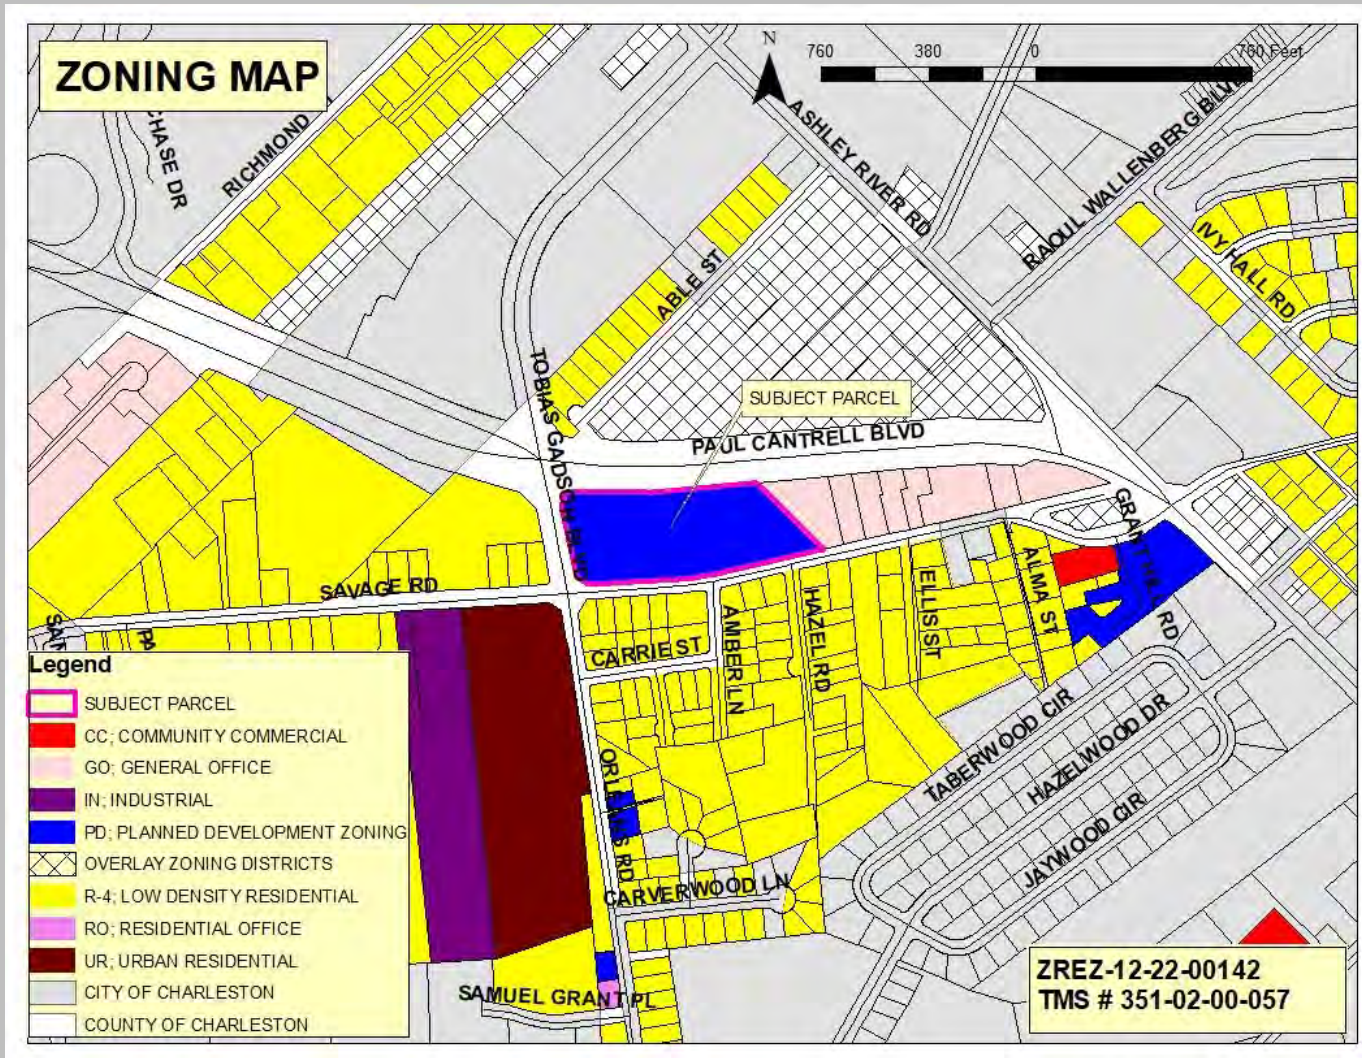 ZONING MAP
N
760 380 0 760 Feet
CHASE DR
RICHMOND
ASHLEY RIVER RD
RAOUL WALLENBERG BLVD
IVY HALL RD
ABLE ST
TOBIAS GADSON BLVD
SUBJECT PARCEL
PAUL CANTRELL BLVD
GRANT HILL RD
SAVAGE RD
ALMA ST
ELLIS ST
HAZEL RD
AMBER LN
CARRIE ST
PA
ORLEANS RD
TABERWOOD CIR
HAZELWOOD DR
JAYWOOD CIR
CARVERWOOD LN
SAMUEL GRANT PL
Legend
SUBJECT PARCEL
CC; COMMUNITY COMMERCIAL
GO; GENERAL OFFICE
IN; INDUSTRIAL
PD; PLANNED DEVELOPMENT ZONING
OVERLAY ZONING DISTRICTS
R-4; LOW DENSITY RESIDENTIAL
RO; RESIDENTIAL OFFICE
UR; URBAN RESIDENTIAL
CITY OF CHARLESTON
COUNTY OF CHARLESTON
ZREZ-12-22-00142
TMS # 351-02-00-057